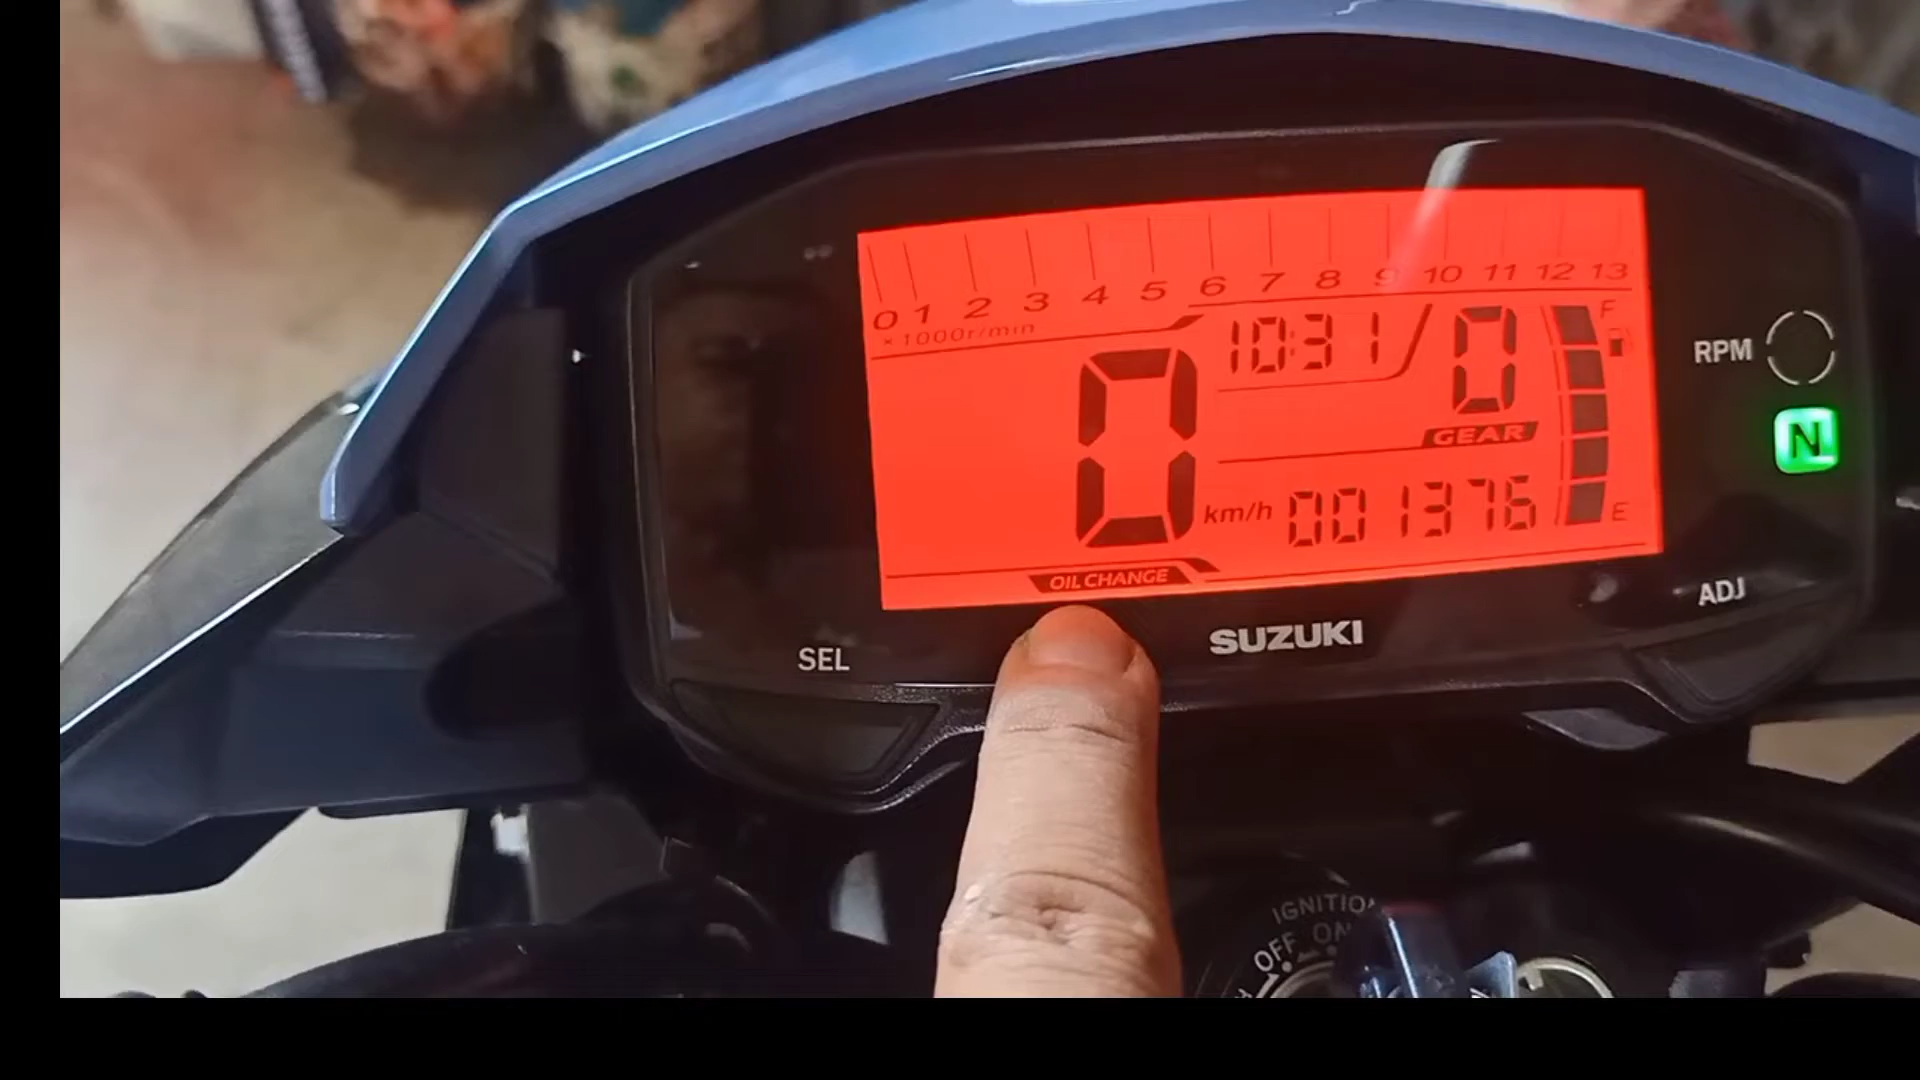 0 1 2 3 4 5 6 7 8 9 10 11 12 13
×1000r/min
10:31
0
F
GEAR
0
km/h
001376
E
OIL CHANGE
RPM
N
SEL
SUZUKI
ADJ
IGNITION
OFF ON